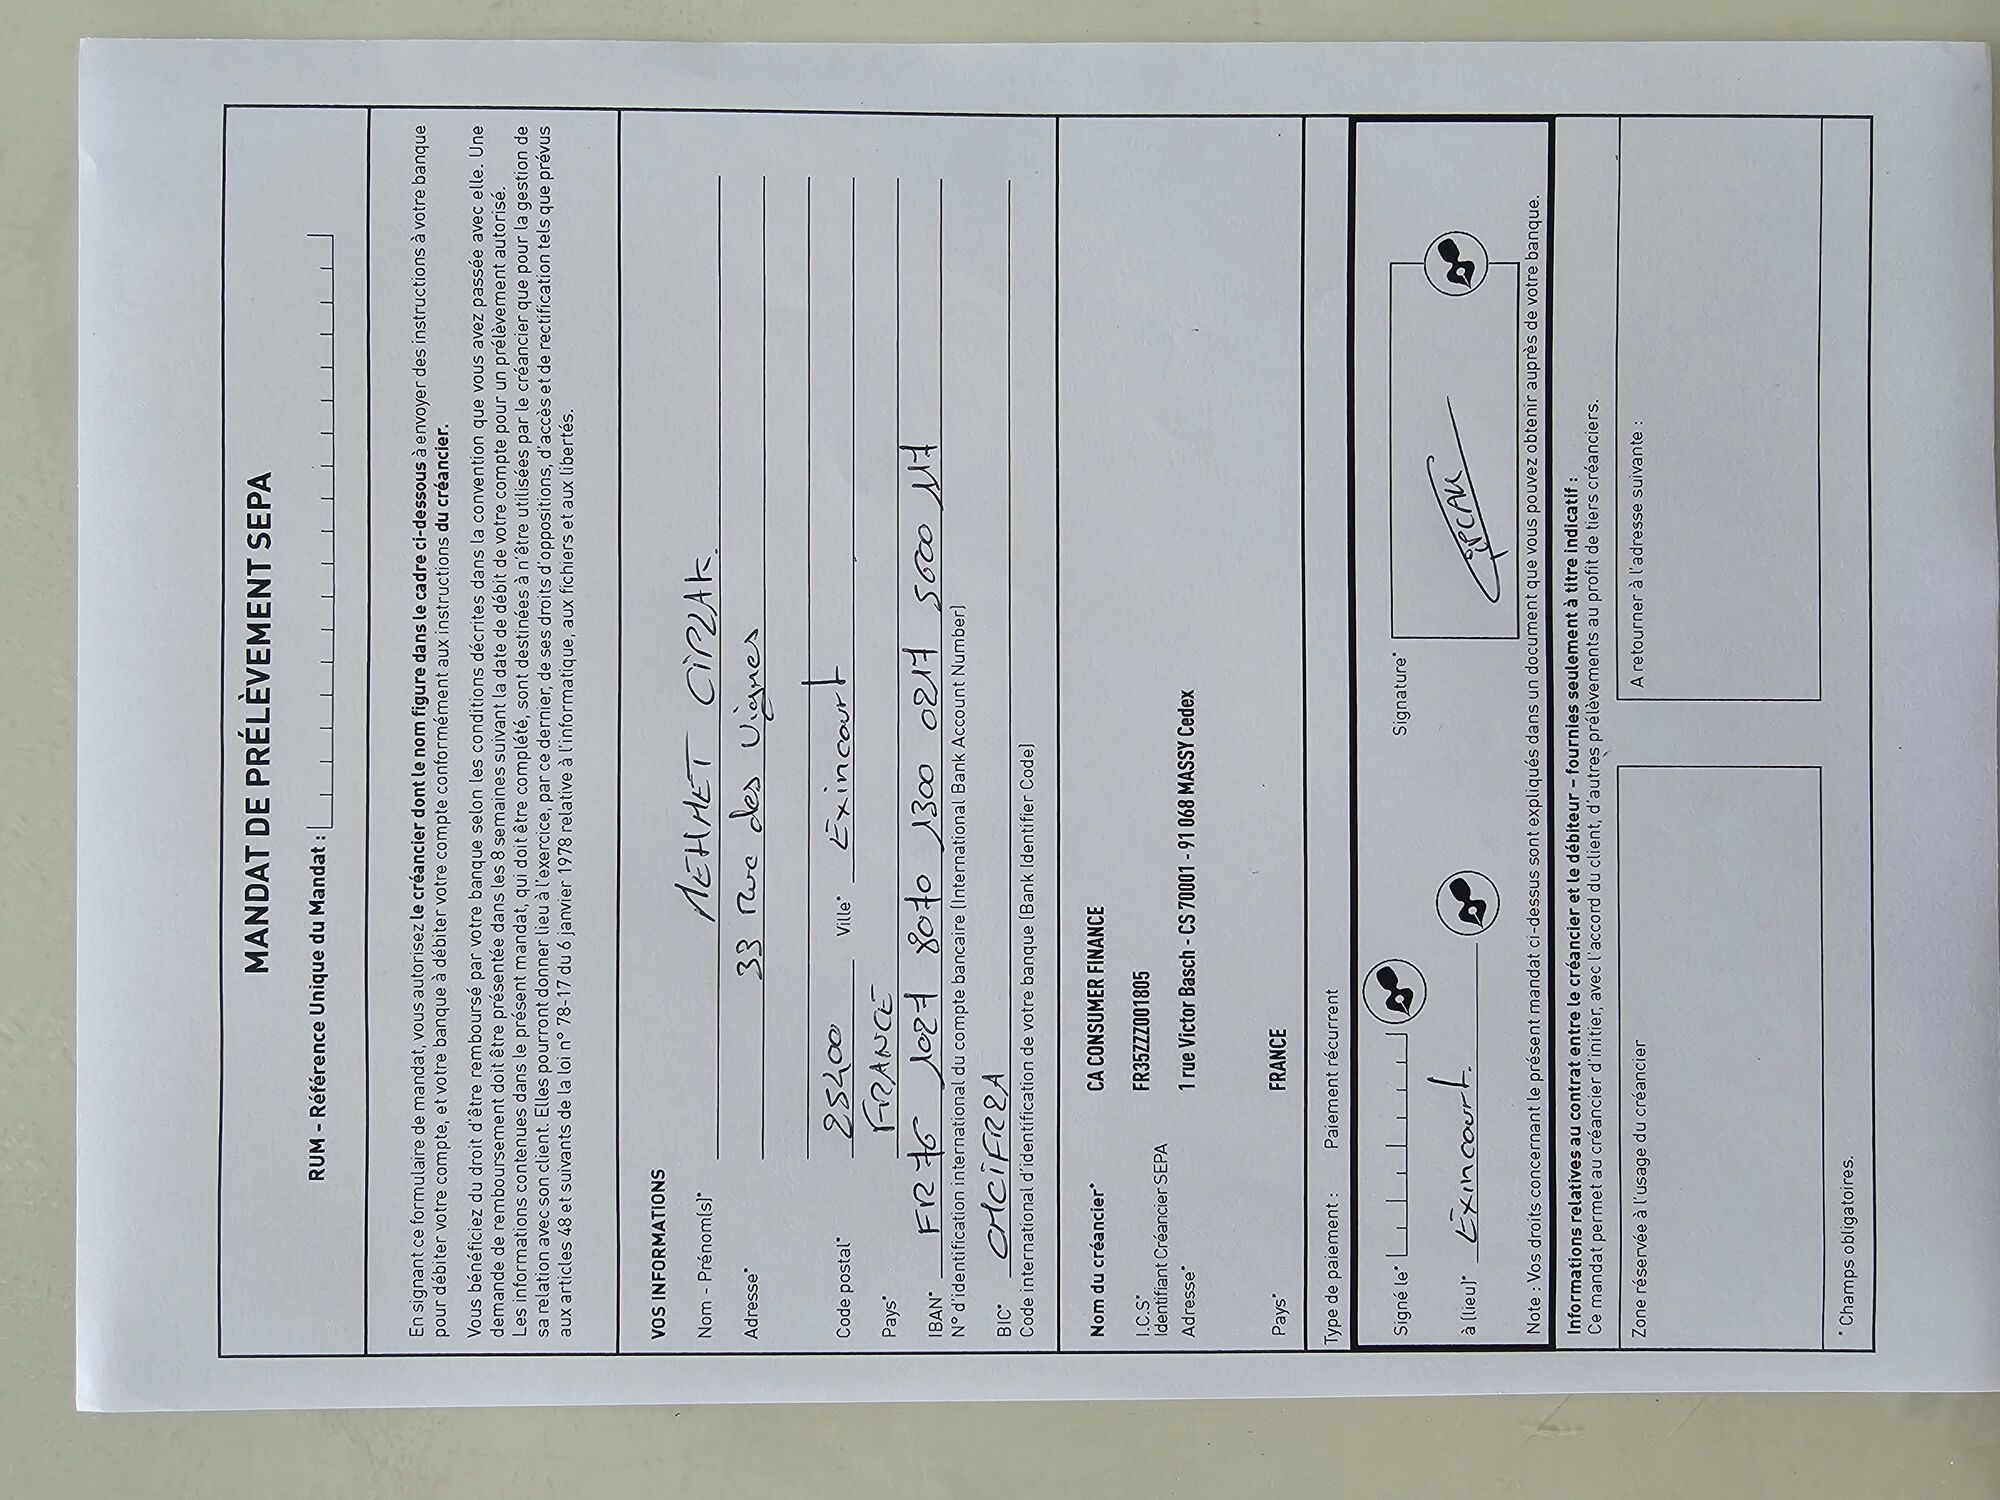 MANDAT DE PRÉLÈVEMENT SEPA
RUM - Référence Unique du Mandat :
En signant ce formulaire de mandat, vous autorisez le créancier dont le nom figure dans le cadre ci-dessous à envoyer des instructions à votre banque
pour débiter votre compte, et votre banque à débiter votre compte conformément aux instructions du créancier.
Vous bénéficiez du droit d'être remboursé par votre banque selon les conditions décrites dans la convention que vous avez passée avec elle. Une
demande de remboursement doit être présentée dans les 8 semaines suivant la date de débit de votre compte pour un prélèvement autorisé.
Les informations contenues dans le présent mandat, qui doit être complété, sont destinées à n'être utilisées par le créancier que pour la gestion de
sa relation avec son client. Elles pourront donner lieu à l'exercice, par ce dernier, de ses droits d'oppositions, d'accès et de rectification tels que prévus
aux articles 48 et suivants de la loi n° 78-17 du 6 janvier 1978 relative à l'informatique, aux fichiers et aux libertés.
VOS INFORMATIONS
Nom - Prénom(s)* MEHMET CIPLAK
Adresse* 33 Rue des Vignes
Code postal* 25400 Ville* Exincourt
Pays* FRANCE
IBAN* FR76 1027 8070 1300 0217 5600 117
N° d'identification international du compte bancaire (International Bank Account Number)
BIC* CMCIFR2A
Code international d'identification de votre banque (Bank Identifier Code)
Nom du créancier* CA CONSUMER FINANCE
I.C.S* FR35ZZZ001805
Identifiant Créancier SEPA
Adresse* 1 rue Victor Basch - CS 70001 - 91 068 MASSY Cedex
Pays* FRANCE
Type de paiement : Paiement récurrent
Signé le* Signature*
à (lieu)* Exincourt.
Note : Vos droits concernant le présent mandat ci-dessus sont expliqués dans un document que vous pouvez obtenir auprès de votre banque.
Informations relatives au contrat entre le créancier et le débiteur - fournies seulement à titre indicatif :
Ce mandat permet au créancier d'initier, avec l'accord du client, d'autres prélèvements au profit de tiers créanciers.
Zone réservée à l'usage du créancier
A retourner à l'adresse suivante :
* Champs obligatoires.